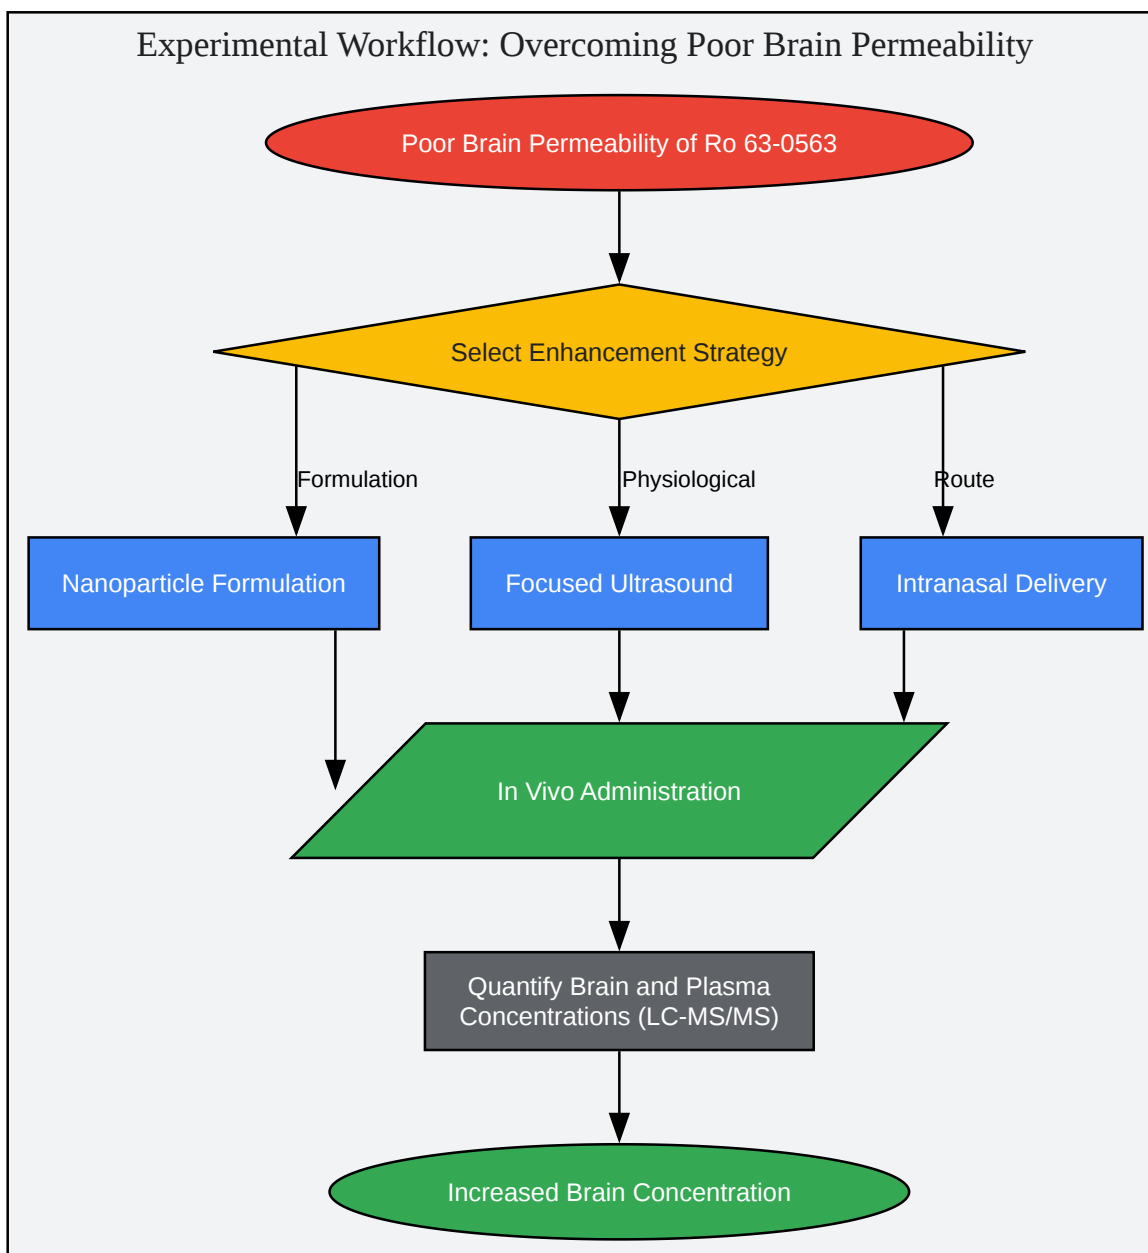 Experimental Workflow: Overcoming Poor Brain Permeability
Poor Brain Permeability of Ro 63-0563
Select Enhancement Strategy
Formulation
Physiological
Route
Nanoparticle Formulation
Focused Ultrasound
Intranasal Delivery
In Vivo Administration
Quantify Brain and Plasma
Concentrations (LC-MS/MS)
Increased Brain Concentration